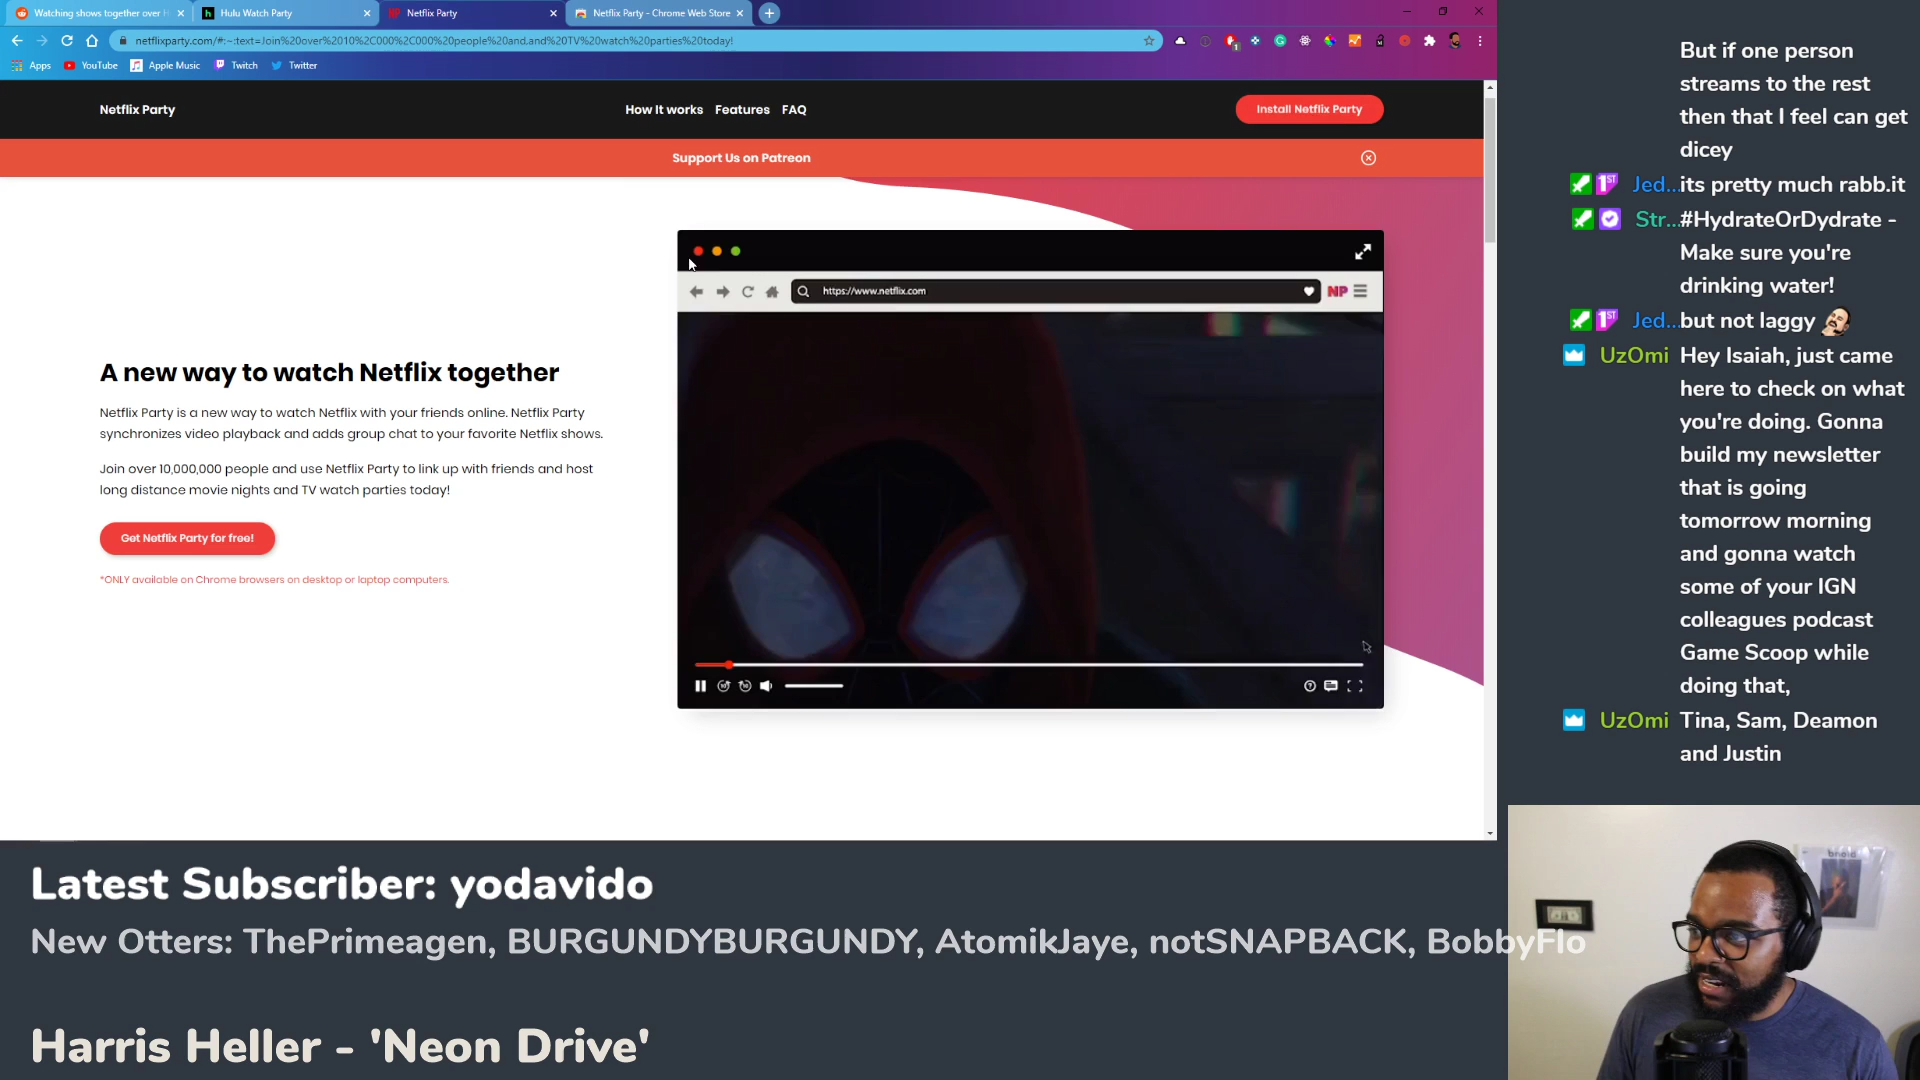 Watching shows together over H
Hulu Watch Party
Netflix Party
Netflix Party - Chrome Web Store
netflixparty.com/#:~:text=Join%20over%2010%2C000%2C000%20people%20and,and%20TV%20watch%20parties%20today!
Apps YouTube Apple Music Twitch Twitter
Netflix Party
How It works Features FAQ
Install Netflix Party
Support Us on Patreon
https://www.netflix.com
NP
A new way to watch Netflix together
Netflix Party is a new way to watch Netflix with your friends online. Netflix Party
synchronizes video playback and adds group chat to your favorite Netflix shows.
Join over 10,000,000 people and use Netflix Party to link up with friends and host
long distance movie nights and TV watch parties today!
Get Netflix Party for free!
*ONLY available on Chrome browsers on desktop or laptop computers.
But if one person
streams to the rest
then that I feel can get
dicey
1ST Jed... its pretty much rabb.it
Str... #HydrateOrDydrate -
Make sure you're
drinking water!
1ST Jed... but not laggy
UzOmi Hey Isaiah, just came
here to check on what
you're doing. Gonna
build my newsletter
that is going
tomorrow morning
and gonna watch
some of your IGN
colleagues podcast
Game Scoop while
doing that,
UzOmi Tina, Sam, Deamon
and Justin
Latest Subscriber: yodavido
New Otters: ThePrimeagen, BURGUNDYBURGUNDY, AtomikJaye, notSNAPBACK, BobbyFlo
Harris Heller - 'Neon Drive'